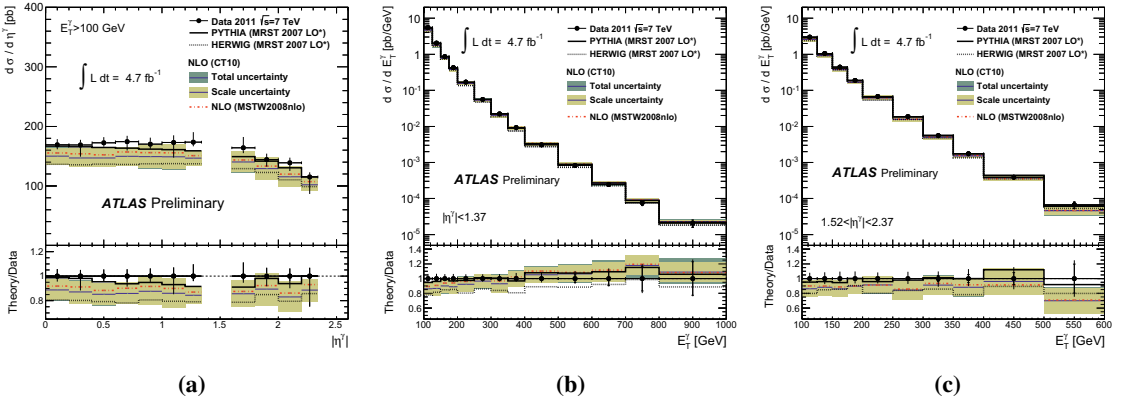 d σ / d η^γ [pb]
400
300
200
100
E_T^γ>100 GeV
∫ L dt = 4.7 fb⁻¹
Data 2011 √s=7 TeV
PYTHIA (MRST 2007 LO*)
HERWIG (MRST 2007 LO*)
NLO (CT10)
Total uncertainty
Scale uncertainty
NLO (MSTW2008nlo)
ATLAS Preliminary
Theory/Data
1.2
1
0.8
0 0.5 1 1.5 2 2.5
|η^γ|
(a)
d σ / d E_T^γ [pb/GeV]
10
1
10⁻¹
10⁻²
10⁻³
10⁻⁴
10⁻⁵
∫ L dt = 4.7 fb⁻¹
Data 2011 √s=7 TeV
PYTHIA (MRST 2007 LO*)
HERWIG (MRST 2007 LO*)
NLO (CT10)
Total uncertainty
Scale uncertainty
NLO (MSTW2008nlo)
ATLAS Preliminary
|η^γ|<1.37
Theory/Data
1.4
1.2
1
0.8
0.6
100 200 300 400 500 600 700 800 900 1000
E_T^γ [GeV]
(b)
d σ / d E_T^γ [pb/GeV]
10
1
10⁻¹
10⁻²
10⁻³
10⁻⁴
10⁻⁵
∫ L dt = 4.7 fb⁻¹
Data 2011 √s=7 TeV
PYTHIA (MRST 2007 LO*)
HERWIG (MRST 2007 LO*)
NLO (CT10)
Total uncertainty
Scale uncertainty
NLO (MSTW2008nlo)
ATLAS Preliminary
1.52<|η^γ|<2.37
Theory/Data
1.4
1.2
1
0.8
0.6
100 150 200 250 300 350 400 450 500 550 600
E_T^γ [GeV]
(c)